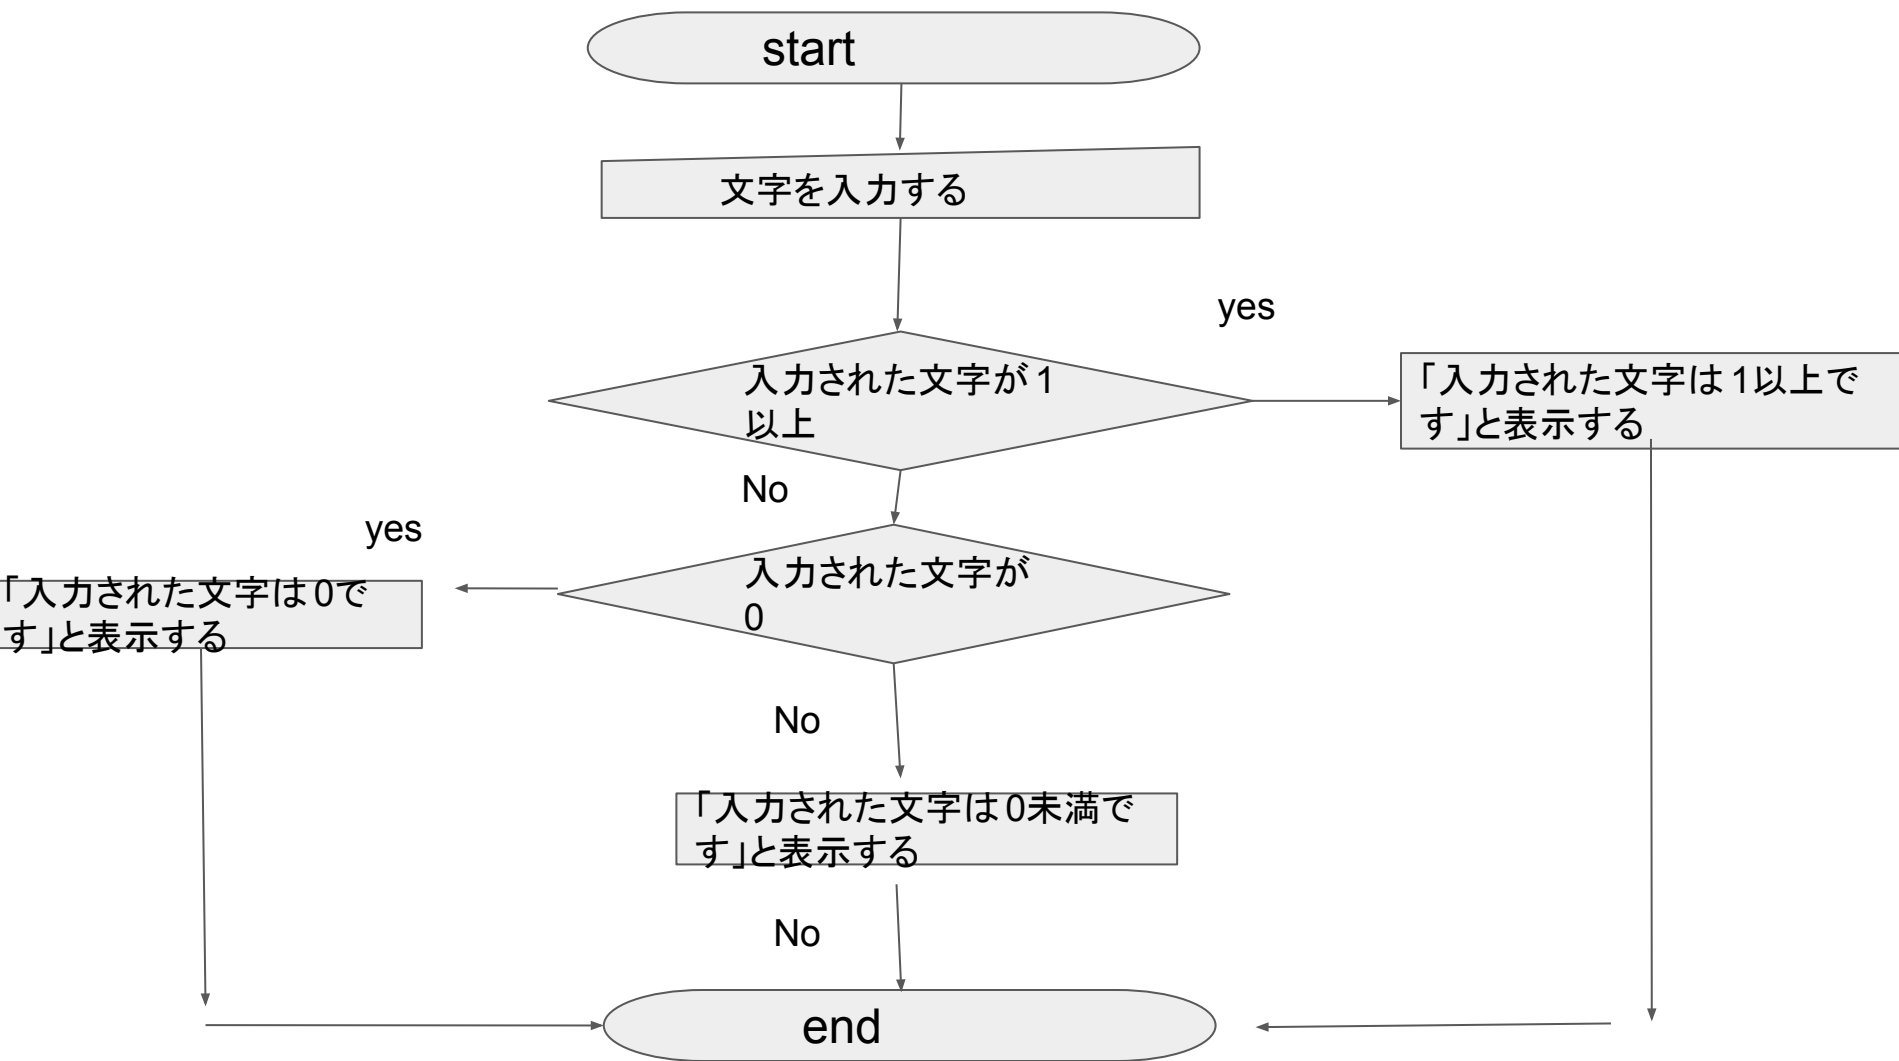 start
文字を入力する
yes
入力された文字が1
以上
「入力された文字は1以上で
す」と表示する
No
yes
入力された文字が
0
「入力された文字は0で
す」と表示する
No
「入力された文字は0未満で
す」と表示する
No
end